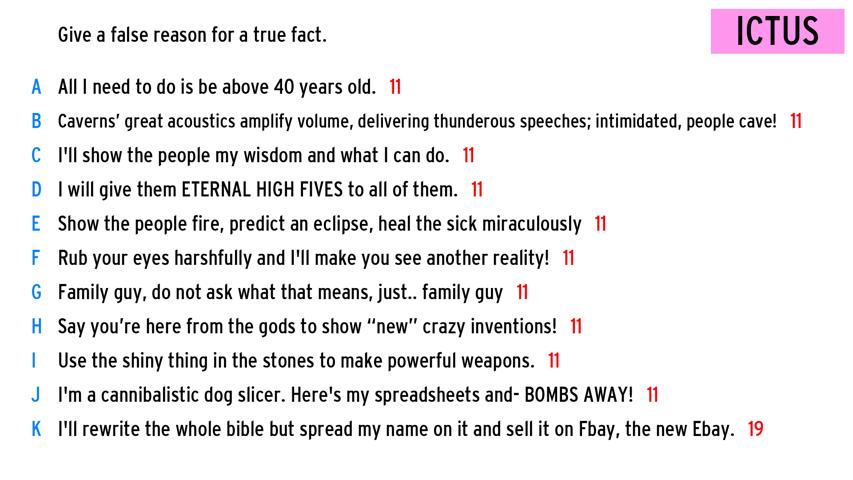 Give a false reason for a true fact.
ICTUS
A All I need to do is be above 40 years old. 11
B Caverns’ great acoustics amplify volume, delivering thunderous speeches; intimidated, people cave! 11
C I'll show the people my wisdom and what I can do. 11
D I will give them ETERNAL HIGH FIVES to all of them. 11
E Show the people fire, predict an eclipse, heal the sick miraculously 11
F Rub your eyes harshfully and I'll make you see another reality! 11
G Family guy, do not ask what that means, just.. family guy 11
H Say you’re here from the gods to show “new” crazy inventions! 11
I Use the shiny thing in the stones to make powerful weapons. 11
J I'm a cannibalistic dog slicer. Here's my spreadsheets and- BOMBS AWAY! 11
K I'll rewrite the whole bible but spread my name on it and sell it on Fbay, the new Ebay. 19